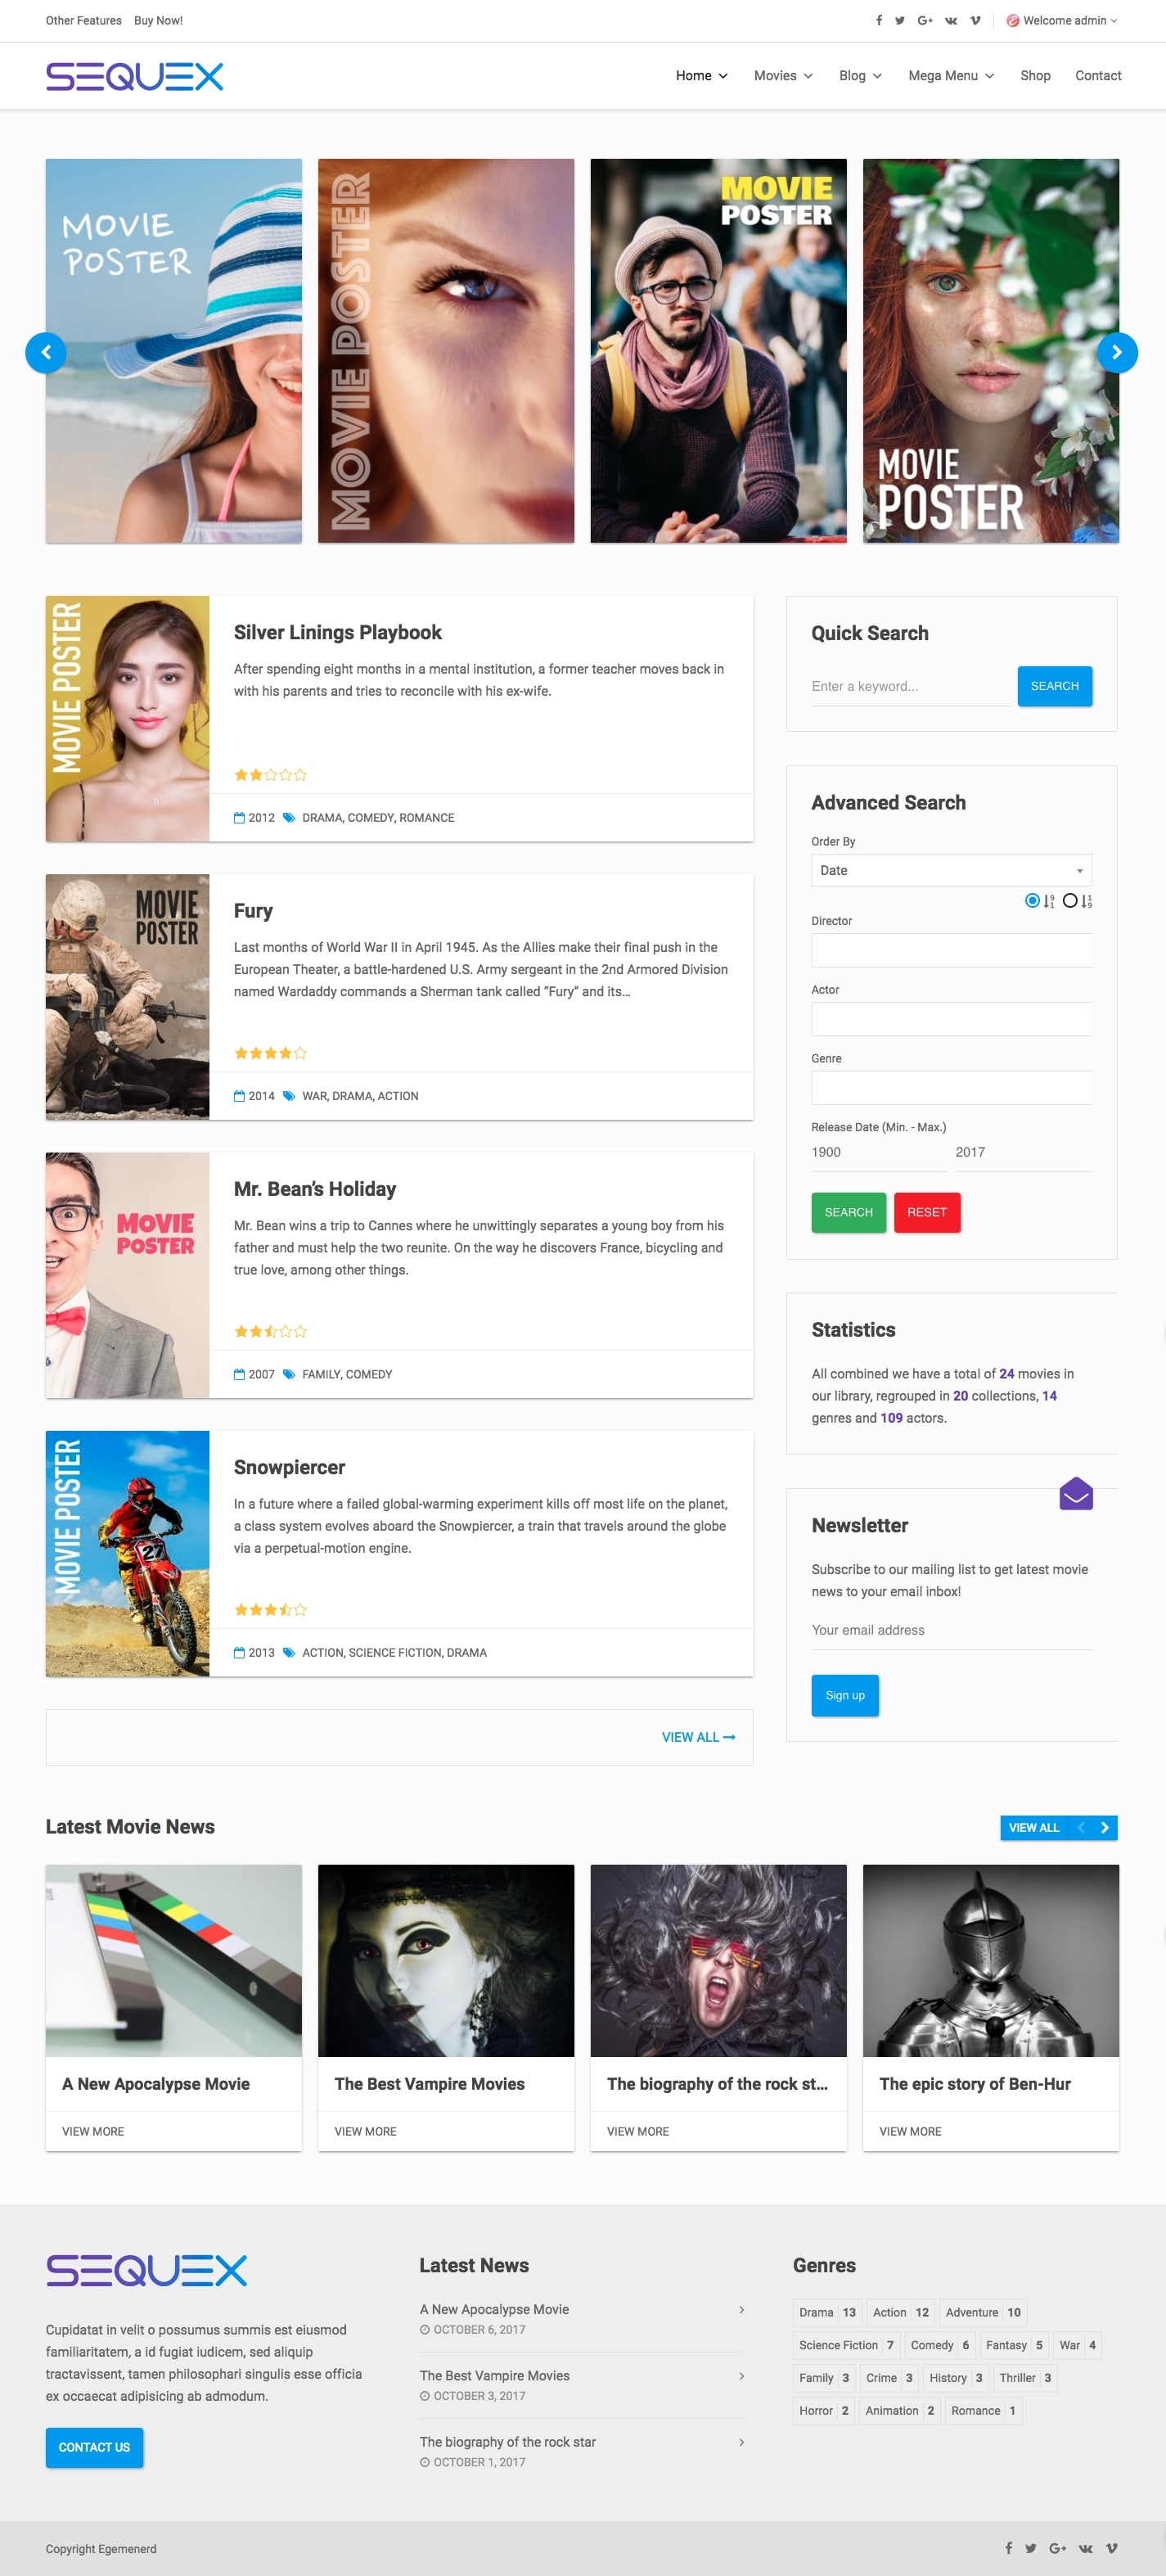 Other Features Buy Now!
Welcome admin
SEQUEX
Home Movies Blog Mega Menu Shop Contact
MOVIE
POSTER
MOVIE POSTER
MOVIE
POSTER
MOVIE
POSTER
MOVIE POSTER
Silver Linings Playbook
After spending eight months in a mental institution, a former teacher moves back in
with his parents and tries to reconcile with his ex-wife.
2012 DRAMA, COMEDY, ROMANCE
MOVIE
POSTER
Fury
Last months of World War II in April 1945. As the Allies make their final push in the
European Theater, a battle-hardened U.S. Army sergeant in the 2nd Armored Division
named Wardaddy commands a Sherman tank called “Fury” and its...
2014 WAR, DRAMA, ACTION
MOVIE
POSTER
Mr. Bean’s Holiday
Mr. Bean wins a trip to Cannes where he unwittingly separates a young boy from his
father and must help the two reunite. On the way he discovers France, bicycling and
true love, among other things.
2007 FAMILY, COMEDY
MOVIE POSTER
27
Snowpiercer
In a future where a failed global-warming experiment kills off most life on the planet,
a class system evolves aboard the Snowpiercer, a train that travels around the globe
via a perpetual-motion engine.
2013 ACTION, SCIENCE FICTION, DRAMA
VIEW ALL
Quick Search
Enter a keyword... SEARCH
Advanced Search
Order By
Date
9 1 1 9
Director
Actor
Genre
Release Date (Min. - Max.)
1900 2017
SEARCH RESET
Statistics
All combined we have a total of 24 movies in
our library, regrouped in 20 collections, 14
genres and 109 actors.
Newsletter
Subscribe to our mailing list to get latest movie
news to your email inbox!
Your email address
Sign up
Latest Movie News
VIEW ALL
A New Apocalypse Movie
VIEW MORE
The Best Vampire Movies
VIEW MORE
The biography of the rock st...
VIEW MORE
The epic story of Ben-Hur
VIEW MORE
SEQUEX
Cupidatat in velit o possumus summis est eiusmod
familiaritatem, a id fugiat iudicem, sed aliquip
tractavissent, tamen philosophari singulis esse officia
ex occaecat adipisicing ab admodum.
CONTACT US
Latest News
A New Apocalypse Movie
OCTOBER 6, 2017
The Best Vampire Movies
OCTOBER 3, 2017
The biography of the rock star
OCTOBER 1, 2017
Genres
Drama 13 Action 12 Adventure 10
Science Fiction 7 Comedy 6 Fantasy 5 War 4
Family 3 Crime 3 History 3 Thriller 3
Horror 2 Animation 2 Romance 1
Copyright Egemenerd